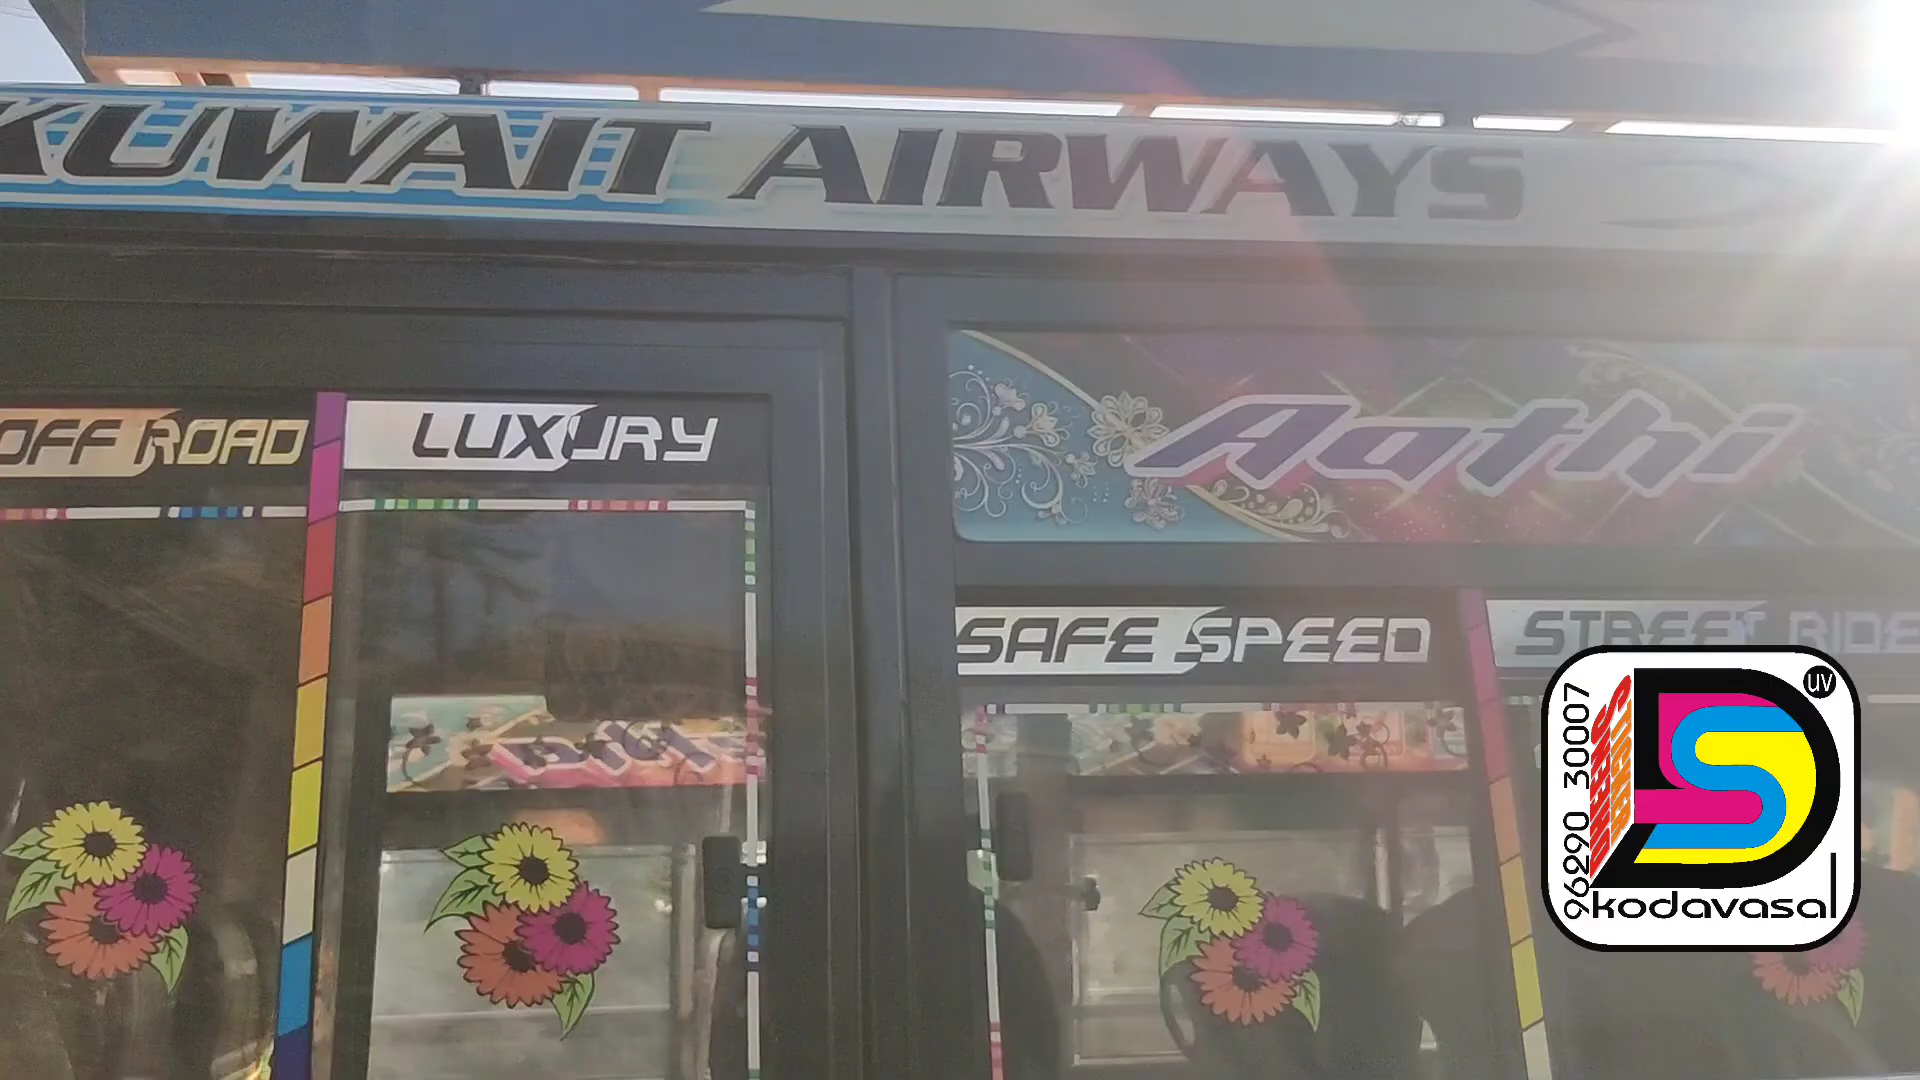 KUWAIT AIRWAYS
OFF ROAD
LUXURY
Aathi
SAFE SPEED
STREET RIDE
UV
96290 30007
kodavasal